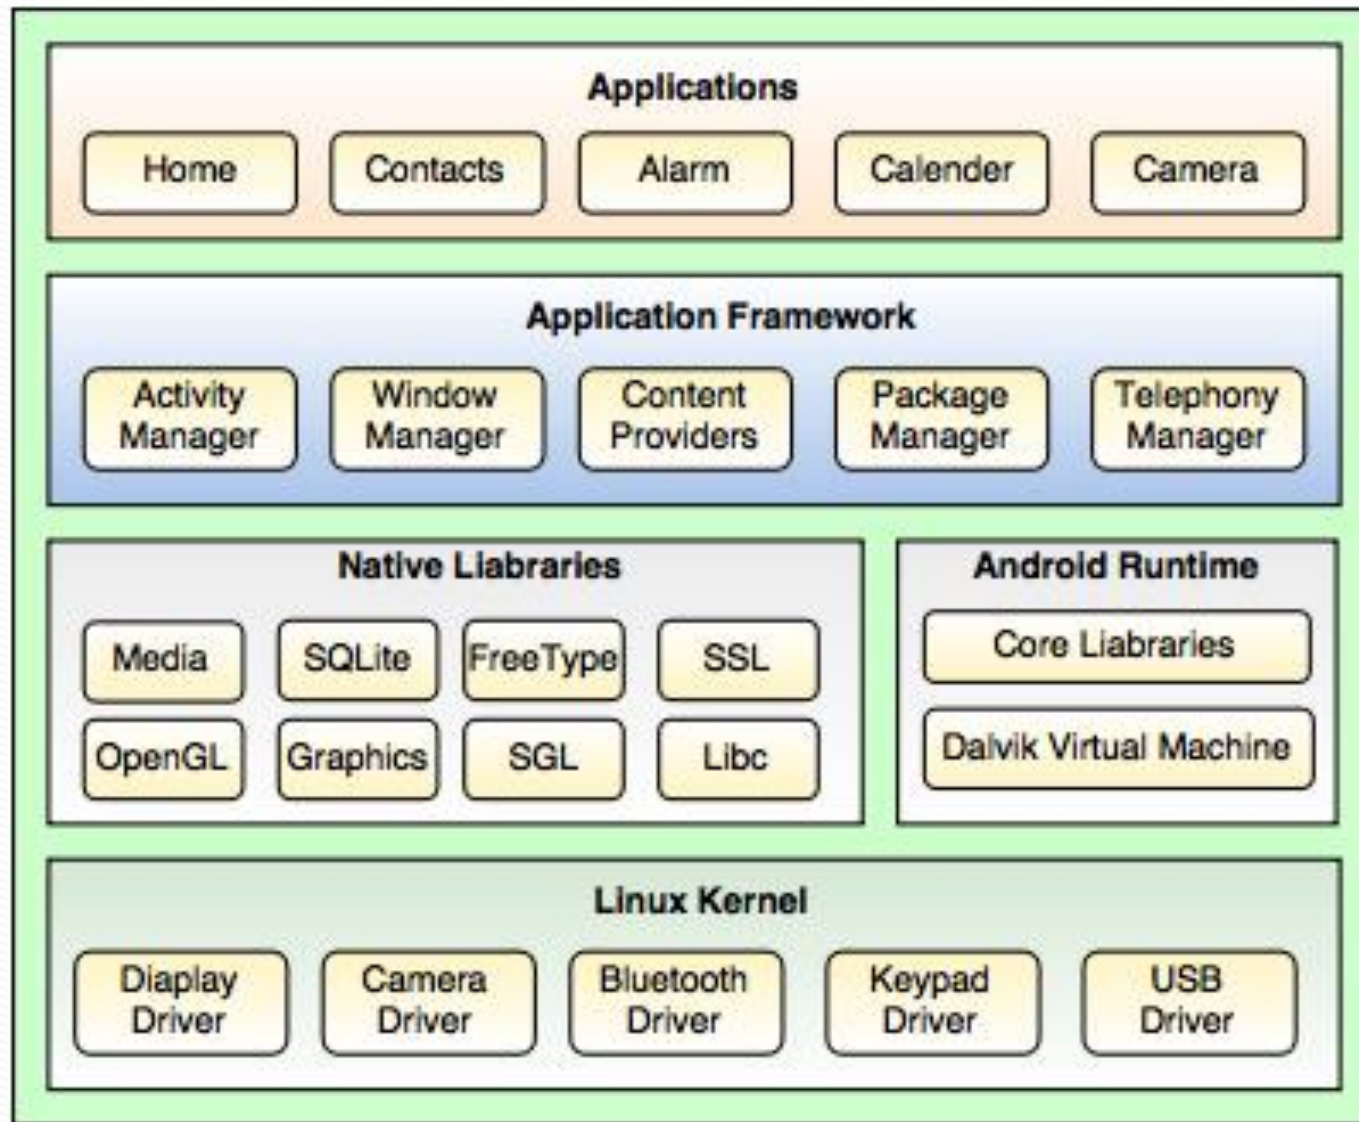 Applications
Home
Contacts
Alarm
Calender
Camera
Application Framework
Activity
Manager
Window
Manager
Content
Providers
Package
Manager
Telephony
Manager
Native Liabraries
Media
SQLite
FreeType
SSL
OpenGL
Graphics
SGL
Libc
Android Runtime
Core Liabraries
Dalvik Virtual Machine
Linux Kernel
Diaplay
Driver
Camera
Driver
Bluetooth
Driver
Keypad
Driver
USB
Driver